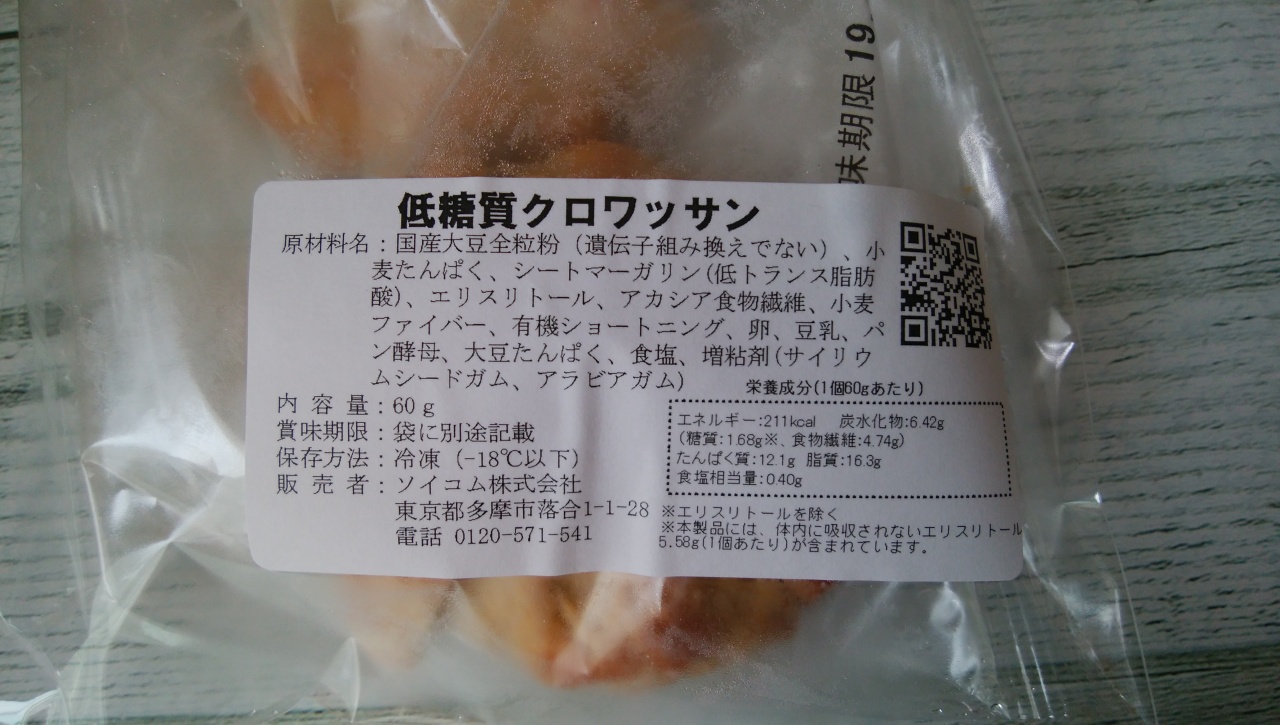 味期限 19
低糖質クロワッサン
原材料名：国産大豆全粒粉（遺伝子組み換えでない）、小
麦たんぱく、シートマーガリン(低トランス脂肪
酸)、エリスリトール、アカシア食物繊維、小麦
ファイバー、有機ショートニング、卵、豆乳、パ
ン酵母、大豆たんぱく、食塩、増粘剤(サイリウ
ムシードガム、アラビアガム)
内 容 量：60ｇ
賞味期限：袋に別途記載
保存方法：冷凍（-18℃以下）
販 売 者：ソイコム株式会社
東京都多摩市落合1-1-28
電話 0120-571-541
栄養成分(1個60gあたり)
エネルギー:211kcal 炭水化物:6.42g
(糖質:1.68g※、食物繊維:4.74g)
たんぱく質:12.1g 脂質:16.3g
食塩相当量:0.40g
※エリスリトールを除く
※本製品には、体内に吸収されないエリスリトール
5.58g(1個あたり)が含まれています。